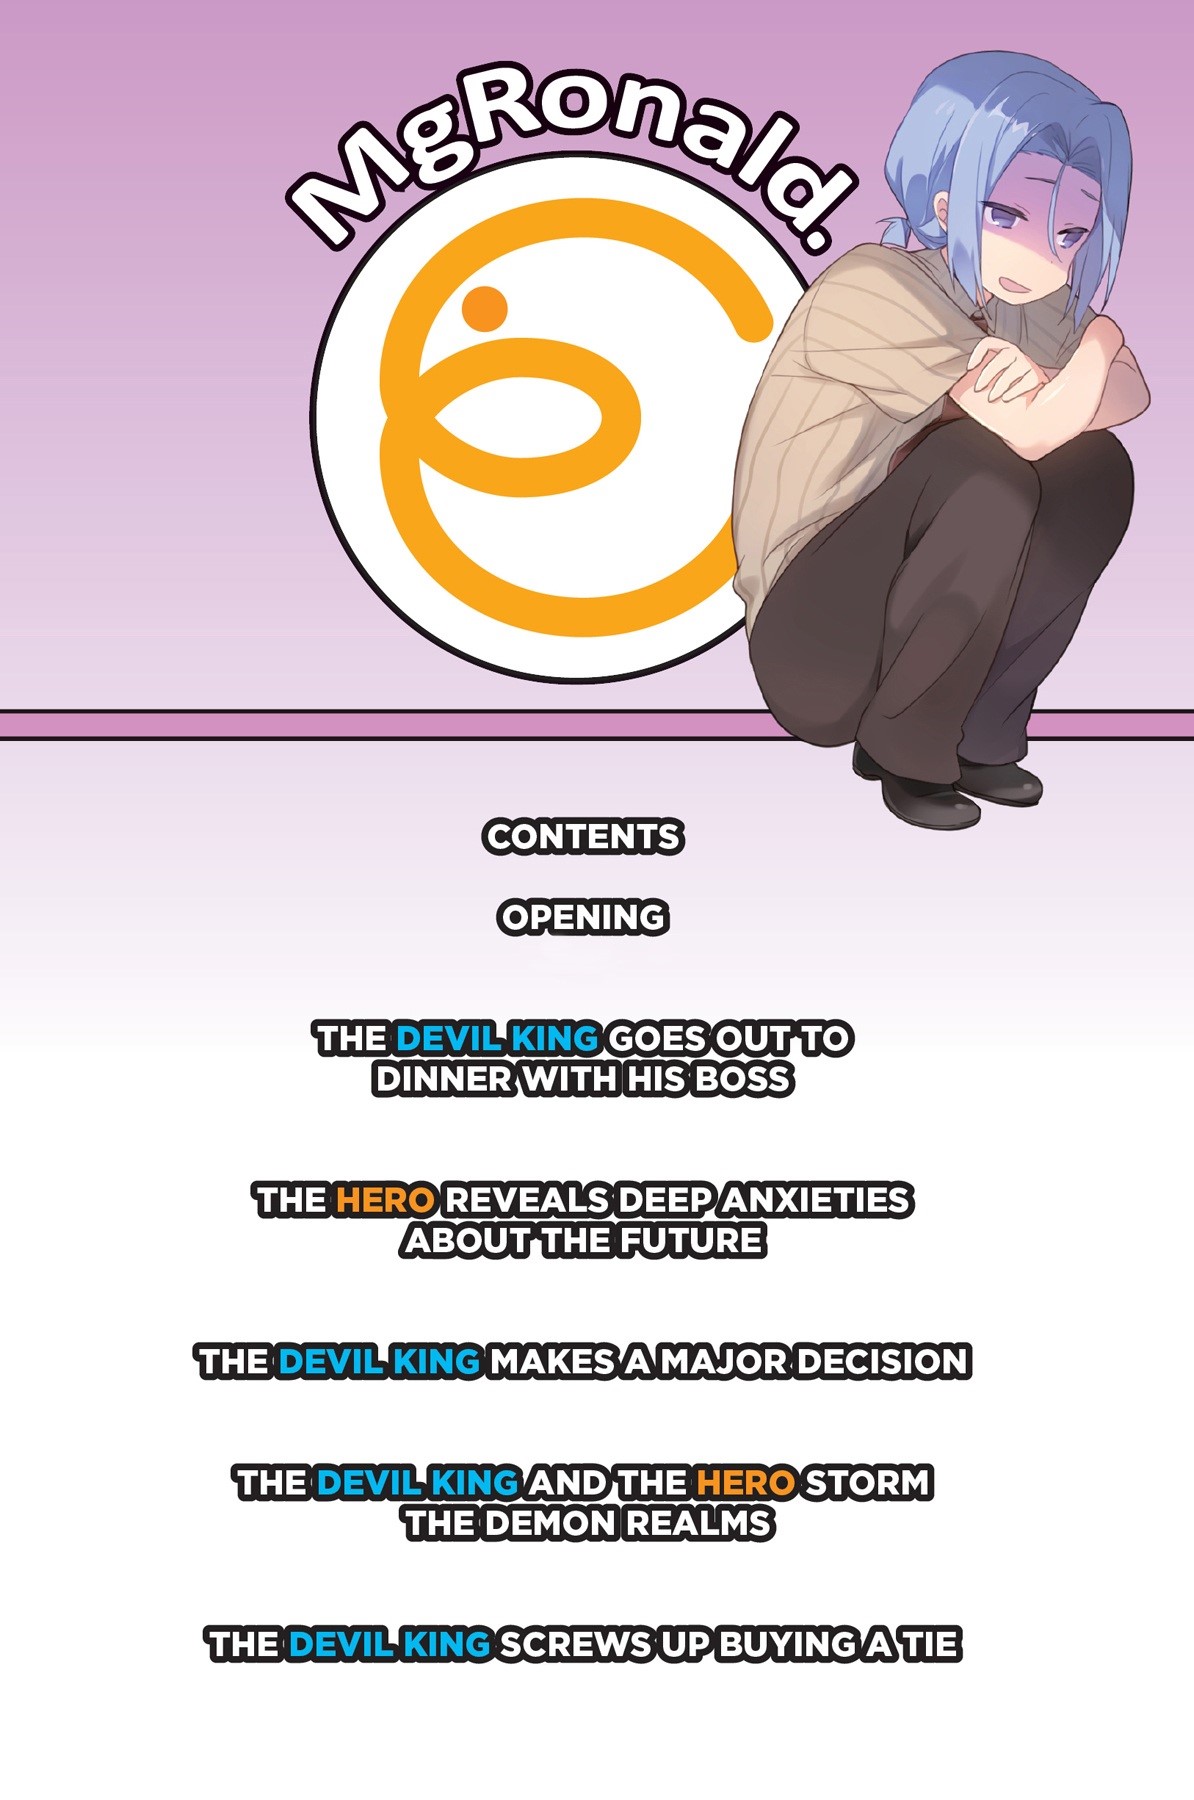 MgRonald.
CONTENTS
OPENING
THE DEVIL KING GOES OUT TO
DINNER WITH HIS BOSS
THE HERO REVEALS DEEP ANXIETIES
ABOUT THE FUTURE
THE DEVIL KING MAKES A MAJOR DECISION
THE DEVIL KING AND THE HERO STORM
THE DEMON REALMS
THE DEVIL KING SCREWS UP BUYING A TIE